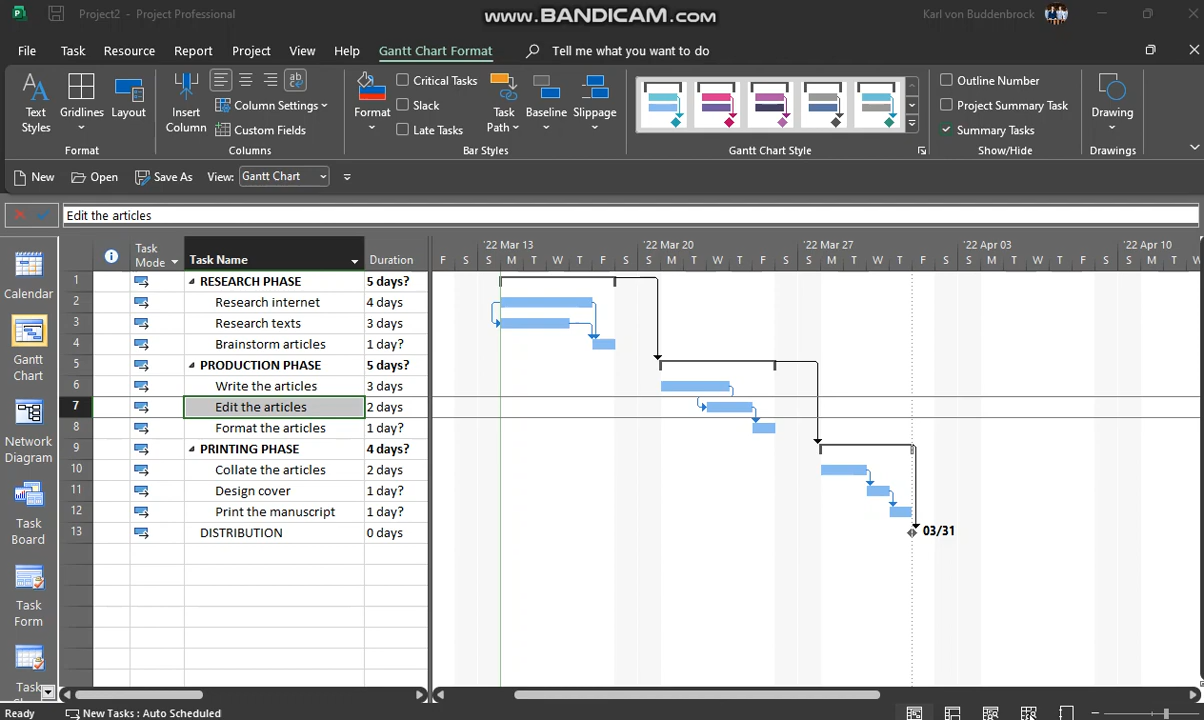 Project2 - Project Professional
www.BANDICAM.com
Karl von Buddenbrock
File Task Resource Report Project View Help Gantt Chart Format Tell me what you want to do
Text Styles
Gridlines
Layout
Format
Insert Column
Column Settings
Custom Fields
Columns
Format
Critical Tasks
Slack
Late Tasks
Task Path
Baseline
Slippage
Bar Styles
Gantt Chart Style
Outline Number
Project Summary Task
Summary Tasks
Show/Hide
Drawing
Drawings
New Open Save As View: Gantt Chart
Edit the articles
Calendar
Gantt Chart
Network Diagram
Task Board
Task Form
Task
Task Mode Task Name Duration
'22 Mar 13 '22 Mar 20 '22 Mar 27 '22 Apr 03 '22 Apr 10
F S S M T W T F S S M T W T F S S M T W T F S S M T W T F S S M T W
1 RESEARCH PHASE 5 days?
2 Research internet 4 days
3 Research texts 3 days
4 Brainstorm articles 1 day?
5 PRODUCTION PHASE 5 days?
6 Write the articles 3 days
7 Edit the articles 2 days
8 Format the articles 1 day?
9 PRINTING PHASE 4 days?
10 Collate the articles 2 days
11 Design cover 1 day?
12 Print the manuscript 1 day?
13 DISTRIBUTION 0 days
03/31
Ready New Tasks : Auto Scheduled